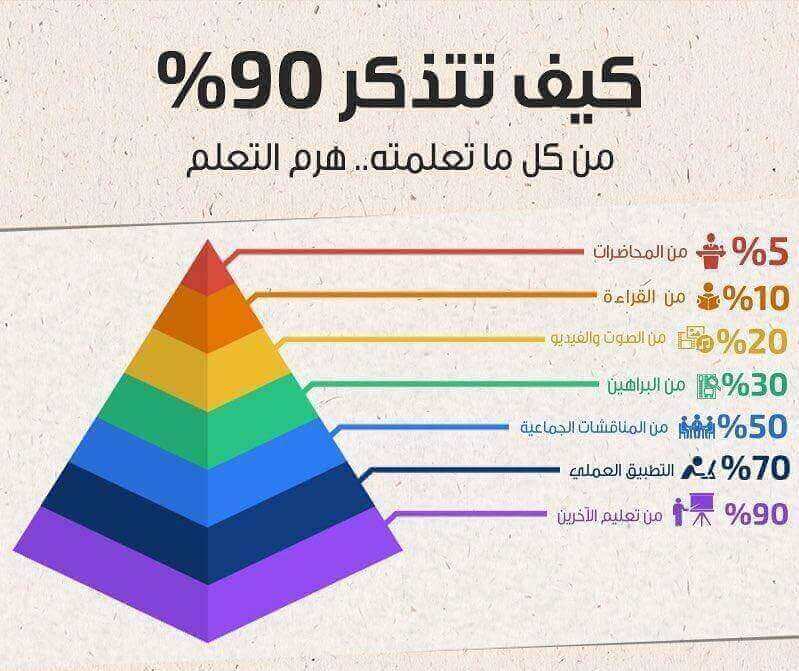 كيف تتذكر 90%
من كل ما تعلمته.. هرم التعلم
%5 من المحاضرات
%10 من القراءة
%20 من الصوت والفيديو
%30 من البراهين
%50 من المناقشات الجماعية
%70 التطبيق العملي
%90 من تعليم الآخرين